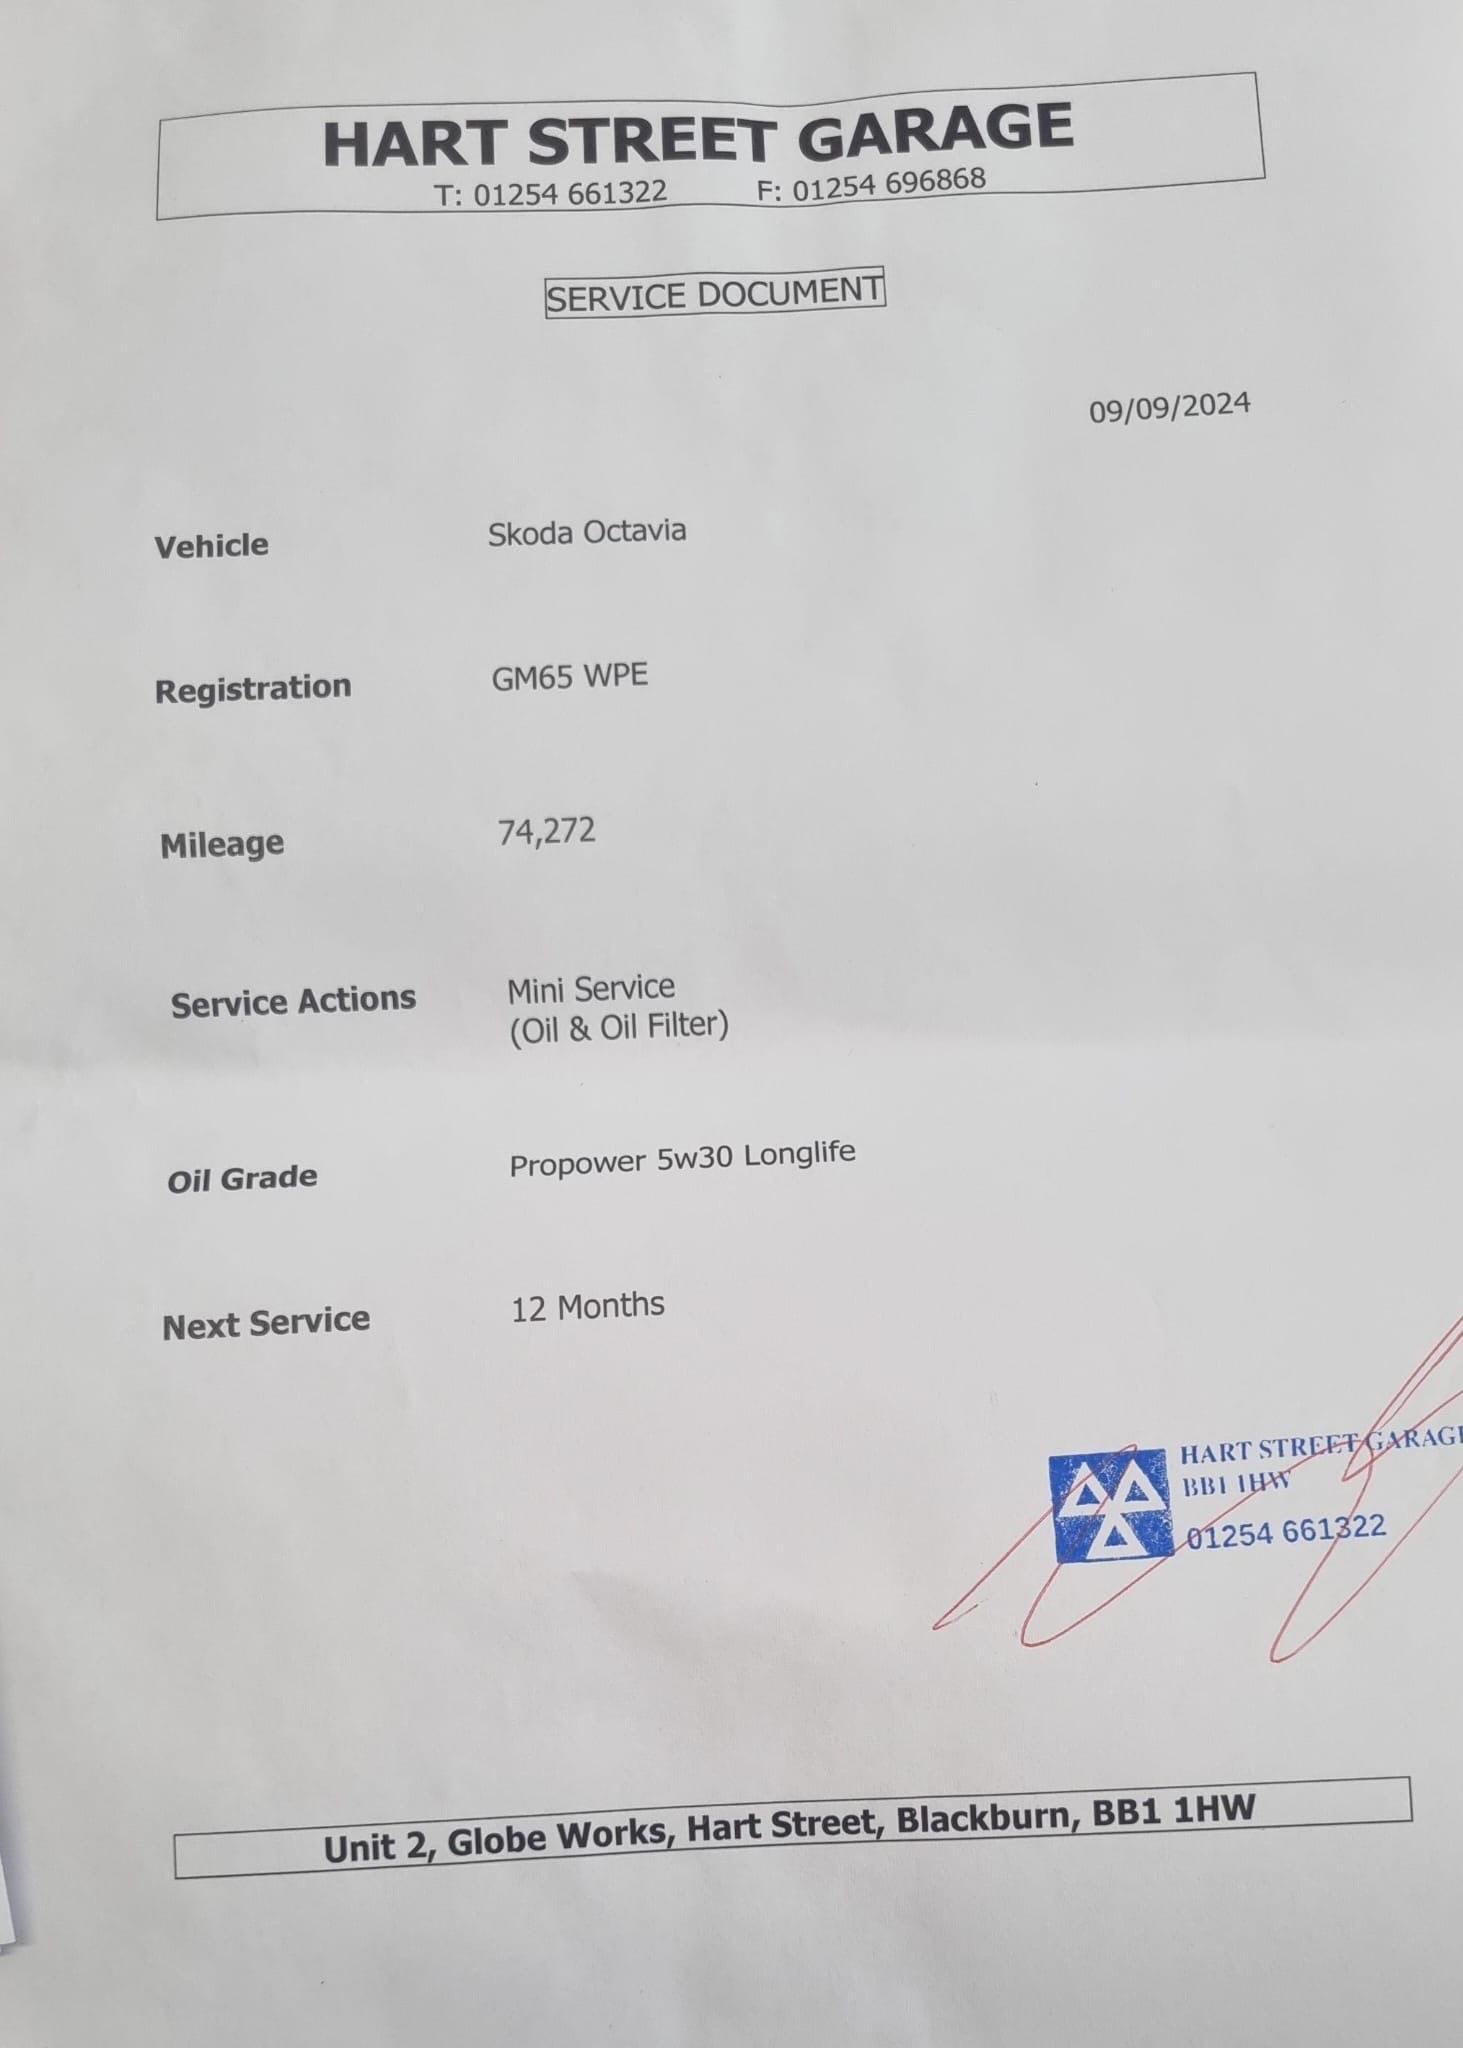 HART STREET GARAGE
T: 01254 661322 F: 01254 696868
SERVICE DOCUMENT
09/09/2024
Vehicle Skoda Octavia
Registration GM65 WPE
Mileage 74,272
Service Actions Mini Service
(Oil & Oil Filter)
Oil Grade Propower 5w30 Longlife
Next Service 12 Months
HART STREET GARAGE
BB1 1HW
01254 661322
Unit 2, Globe Works, Hart Street, Blackburn, BB1 1HW